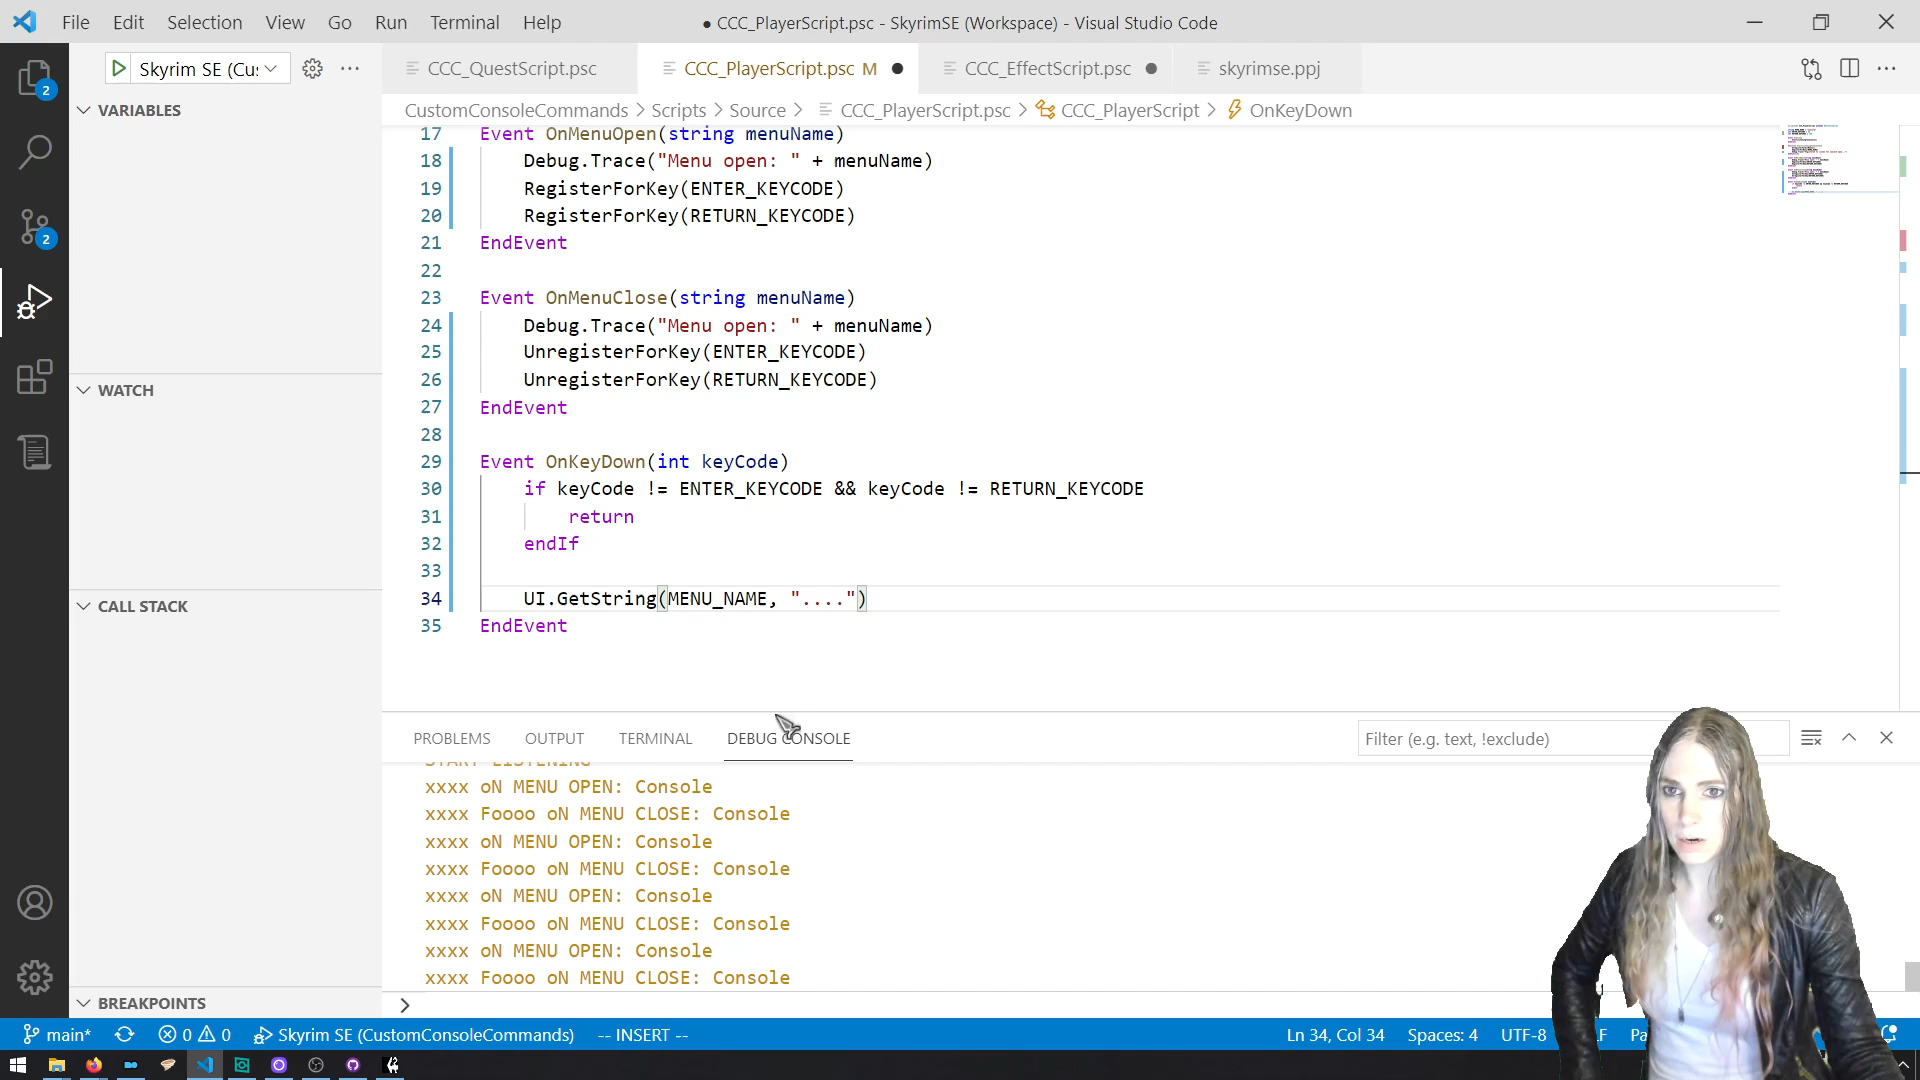 File Edit Selection View Go Run Terminal Help
● CCC_PlayerScript.psc - SkyrimSE (Workspace) - Visual Studio Code
Skyrim SE (Cu:
CCC_QuestScript.psc
CCC_PlayerScript.psc M
CCC_EffectScript.psc
skyrimse.ppj
CustomConsoleCommands > Scripts > Source > CCC_PlayerScript.psc > CCC_PlayerScript > OnKeyDown
VARIABLES
WATCH
CALL STACK
BREAKPOINTS
2
2
17 Event OnMenuOpen(string menuName)
18 Debug.Trace("Menu open: " + menuName)
19 RegisterForKey(ENTER_KEYCODE)
20 RegisterForKey(RETURN_KEYCODE)
21 EndEvent
22
23 Event OnMenuClose(string menuName)
24 Debug.Trace("Menu open: " + menuName)
25 UnregisterForKey(ENTER_KEYCODE)
26 UnregisterForKey(RETURN_KEYCODE)
27 EndEvent
28
29 Event OnKeyDown(int keyCode)
30 if keyCode != ENTER_KEYCODE && keyCode != RETURN_KEYCODE
31 return
32 endIf
33
34 UI.GetString(MENU_NAME, "....")
35 EndEvent
PROBLEMS OUTPUT TERMINAL DEBUG CONSOLE
Filter (e.g. text, !exclude)
START LISTENING
xxxx oN MENU OPEN: Console
xxxx Foooo oN MENU CLOSE: Console
xxxx oN MENU OPEN: Console
xxxx Foooo oN MENU CLOSE: Console
xxxx oN MENU OPEN: Console
xxxx Foooo oN MENU CLOSE: Console
xxxx oN MENU OPEN: Console
xxxx Foooo oN MENU CLOSE: Console
main* 0 0 Skyrim SE (CustomConsoleCommands) -- INSERT -- Ln 34, Col 34 Spaces: 4 UTF-8